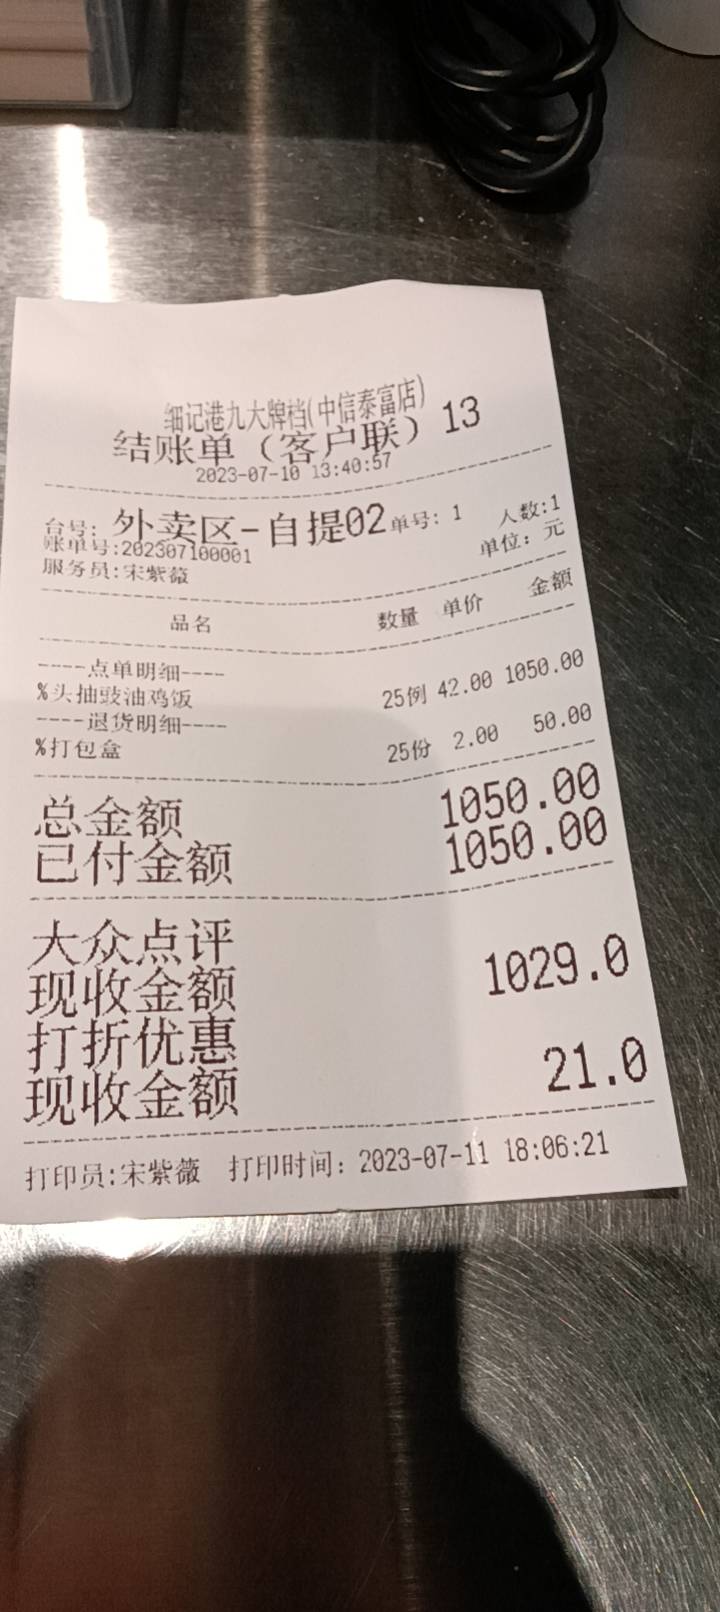 细记港九大牌档(中信泰富店)
结账单（客户联）13
2023-07-10 13:40:57
台号: 外卖区-自提02 单号: 1 人数:1
账单号:202307100001 单位: 元
服务员:宋紫薇
品名 数量 单价 金额
----点单明细----
%头抽豉油鸡饭 25例 42.00 1050.00
----退货明细----
%打包盒 25份 2.00 50.00
总金额 1050.00
已付金额 1050.00
大众点评
现收金额 1029.0
打折优惠
现收金额 21.0
打印员:宋紫薇 打印时间: 2023-07-11 18:06:21